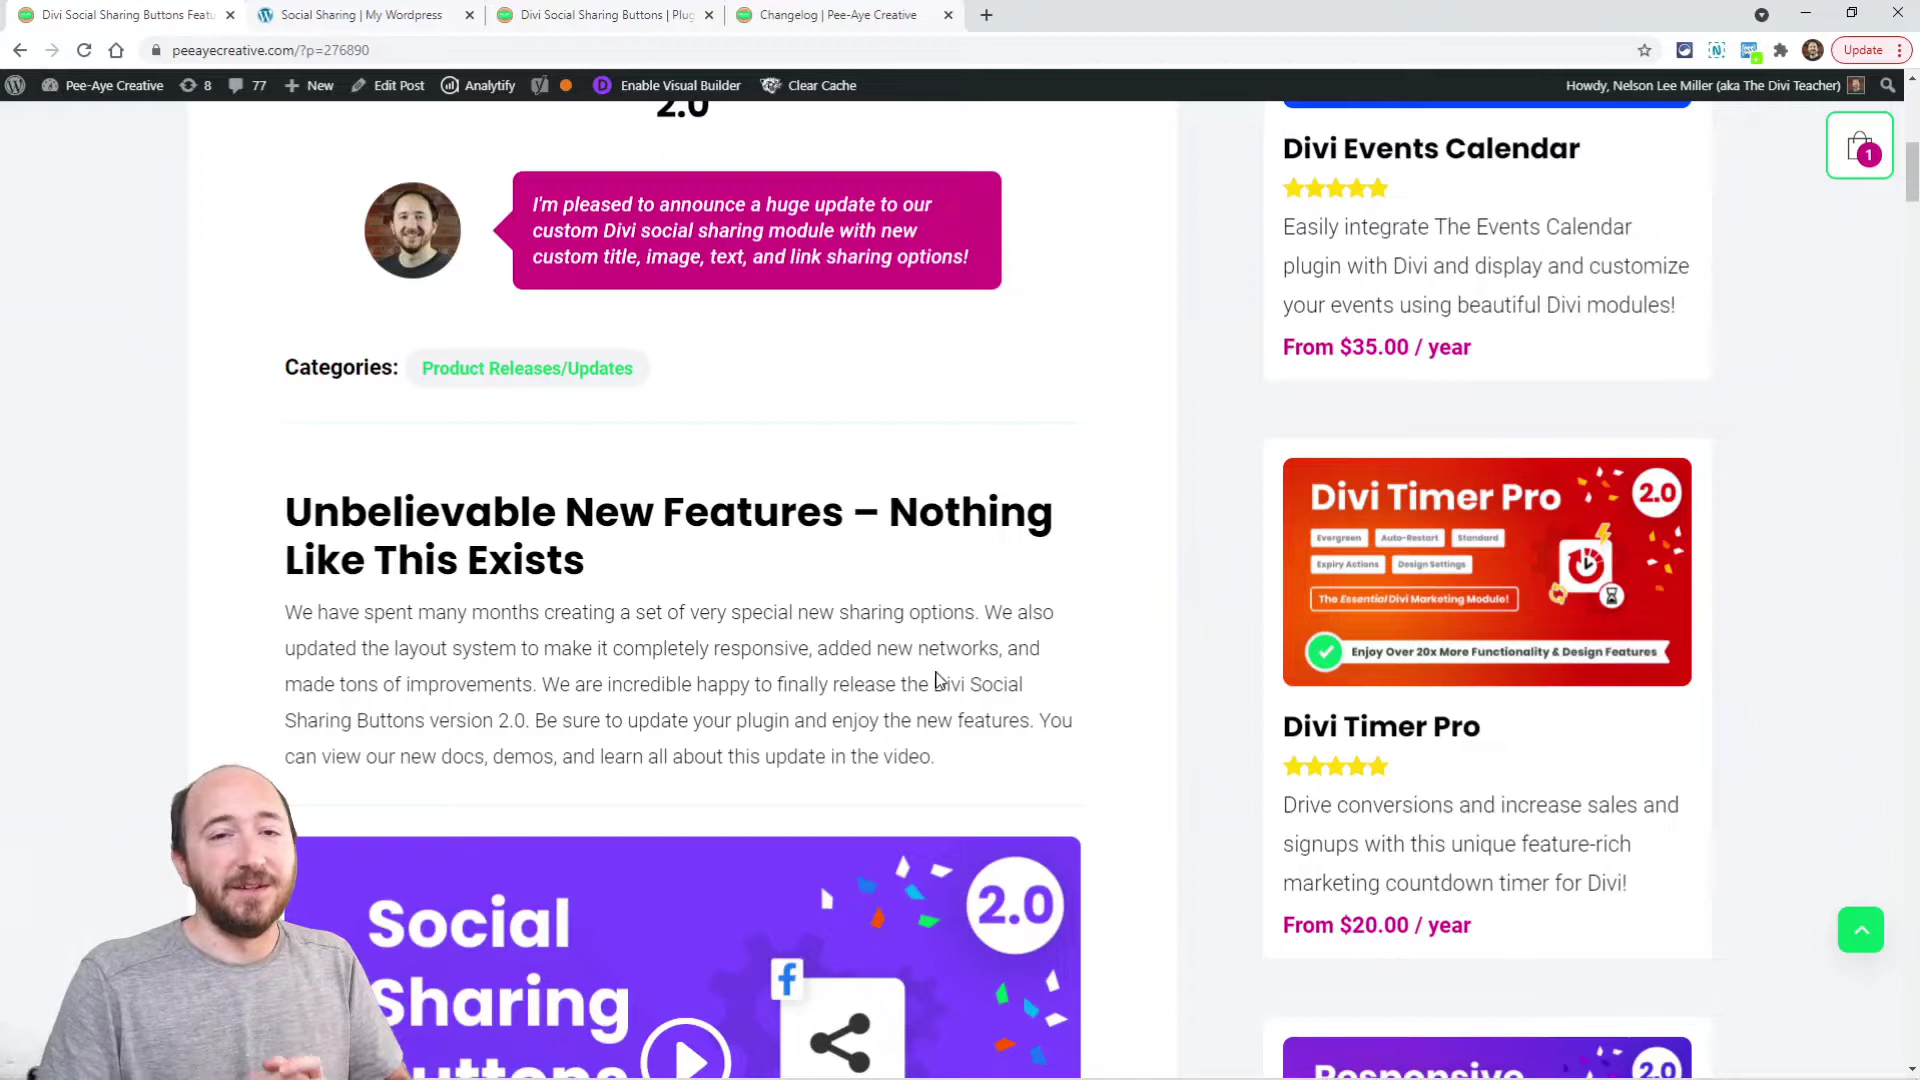 Divi Social Sharing Buttons Featu
Social Sharing | My Wordpress
Divi Social Sharing Buttons | Plug
Changelog | Pee-Aye Creative
peeayecreative.com/?p=276890
Update
Pee-Aye Creative
8
77
New
Edit Post
Analytify
D
Enable Visual Builder
Clear Cache
Howdy, Nelson Lee Miller (aka The Divi Teacher)
2.0
I'm pleased to announce a huge update to our
custom Divi social sharing module with new
custom title, image, text, and link sharing options!
Categories:
Product Releases/Updates
Unbelievable New Features – Nothing
Like This Exists
We have spent many months creating a set of very special new sharing options. We also
updated the layout system to make it completely responsive, added new networks, and
made tons of improvements. We are incredible happy to finally release the Divi Social
Sharing Buttons version 2.0. Be sure to update your plugin and enjoy the new features. You
can view our new docs, demos, and learn all about this update in the video.
Social
Sharing
Buttons
2.0
1
Divi Events Calendar
Easily integrate The Events Calendar
plugin with Divi and display and customize
your events using beautiful Divi modules!
From $35.00 / year
Divi Timer Pro
2.0
Evergreen
Auto-Restart
Standard
Expiry Actions
Design Settings
The Essential Divi Marketing Module!
Enjoy Over 20x More Functionality & Design Features
Divi Timer Pro
Drive conversions and increase sales and
signups with this unique feature-rich
marketing countdown timer for Divi!
From $20.00 / year
Responsive
2.0